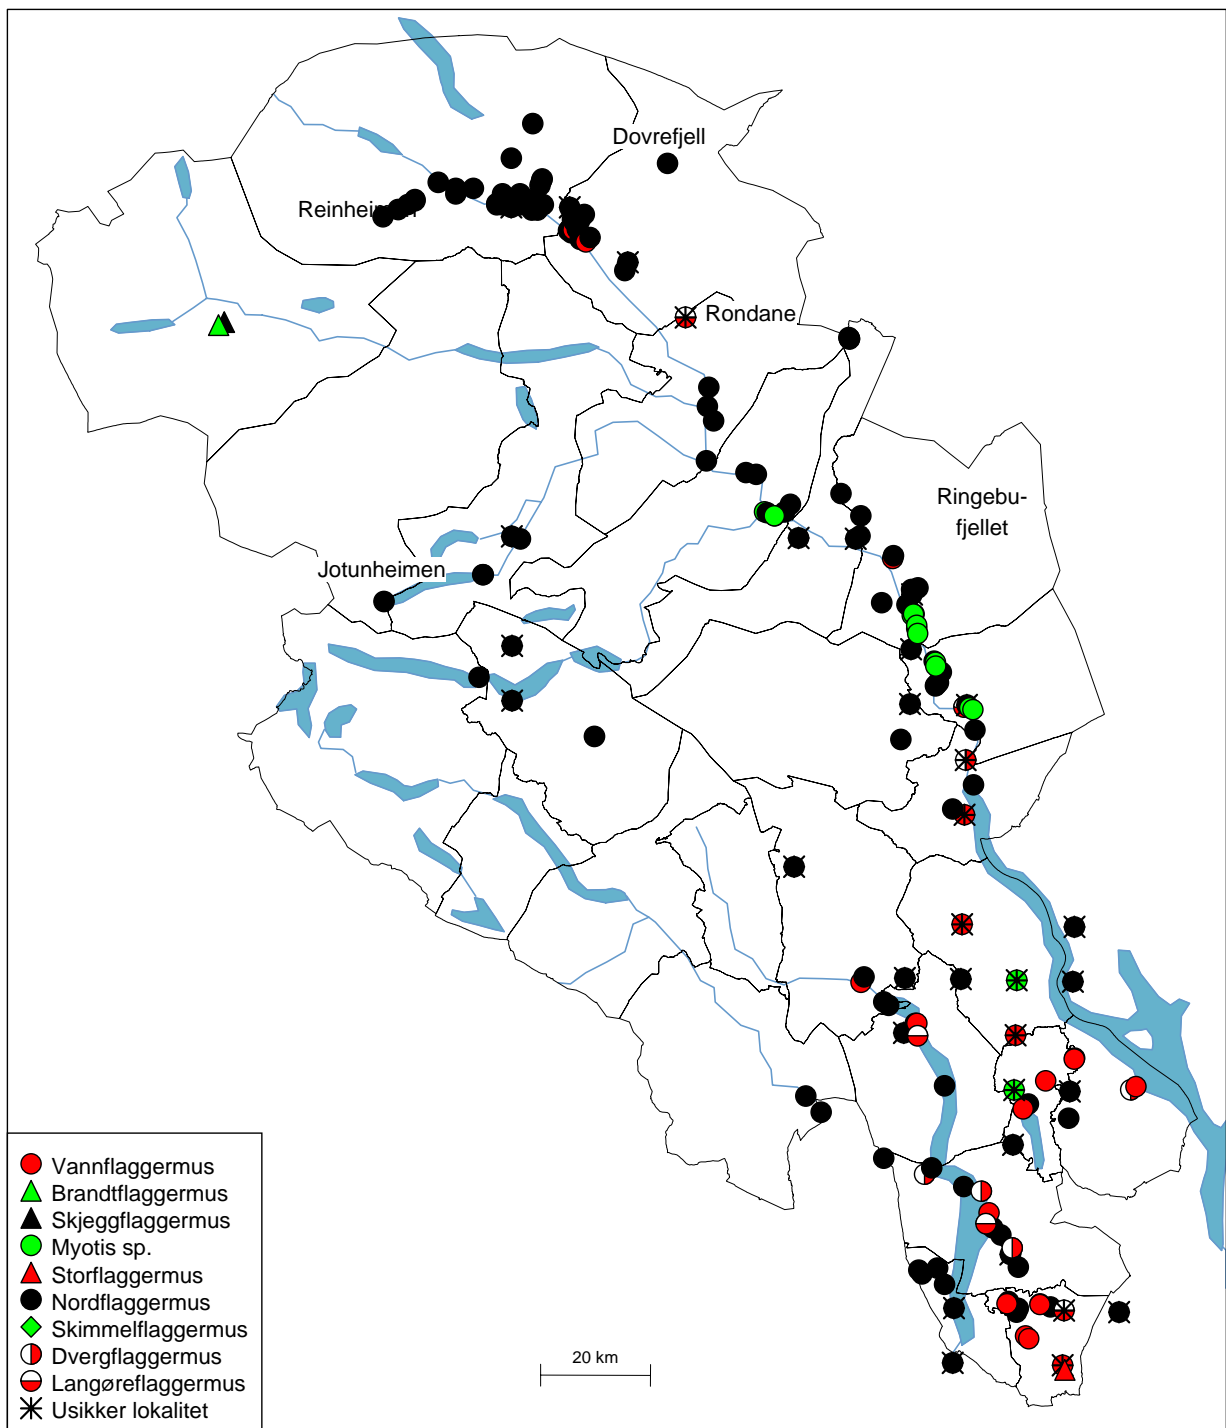 Dovrefjell
Reinheimen
Rondane
Ringebu-
fjellet
Jotunheimen
Vannflaggermus
Brandtflaggermus
Skjeggflaggermus
Myotis sp.
Storflaggermus
Nordflaggermus
Skimmelflaggermus
Dvergflaggermus
Langøreflaggermus
Usikker lokalitet
20 km